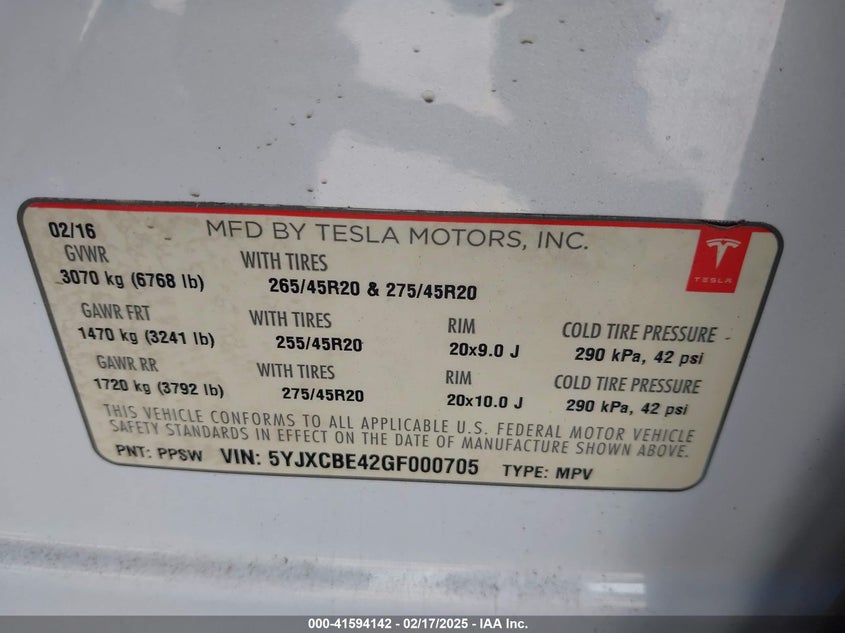 02/16 MFD BY TESLA MOTORS, INC.
GVWR WITH TIRES
3070 kg (6768 lb) 265/45R20 & 275/45R20
TESLA
GAWR FRT WITH TIRES RIM COLD TIRE PRESSURE
1470 kg (3241 lb) 255/45R20 20x9.0 J 290 kPa, 42 psi
GAWR RR WITH TIRES RIM COLD TIRE PRESSURE
1720 kg (3792 lb) 275/45R20 20x10.0 J 290 kPa, 42 psi
THIS VEHICLE CONFORMS TO ALL APPLICABLE U.S. FEDERAL MOTOR VEHICLE
SAFETY STANDARDS IN EFFECT ON THE DATE OF MANUFACTURE SHOWN ABOVE.
PNT: PPSW VIN: 5YJXCBE42GF000705 TYPE: MPV
000-41594142 - 02/17/2025 - IAA Inc.